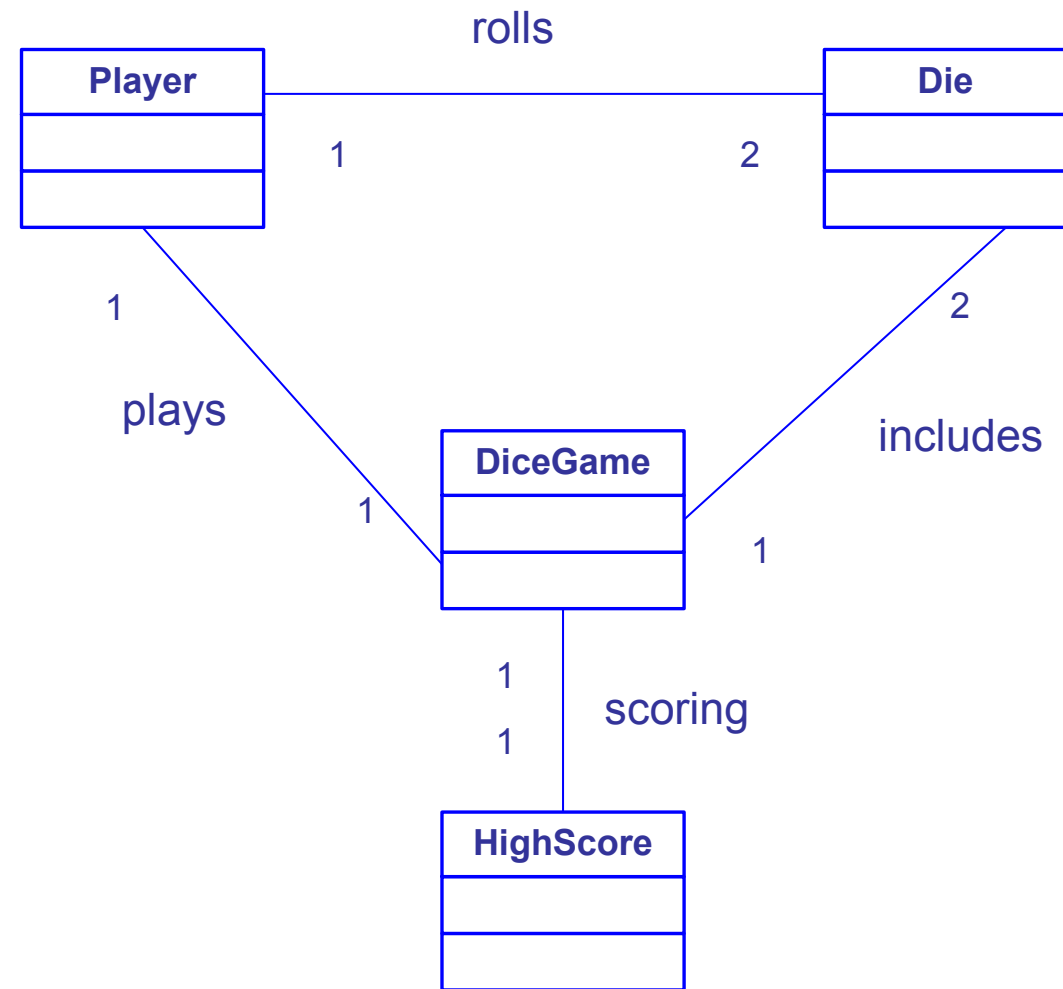 rolls
Player
Die
1
2
1
2
plays
includes
DiceGame
1
1
1
scoring
1
HighScore